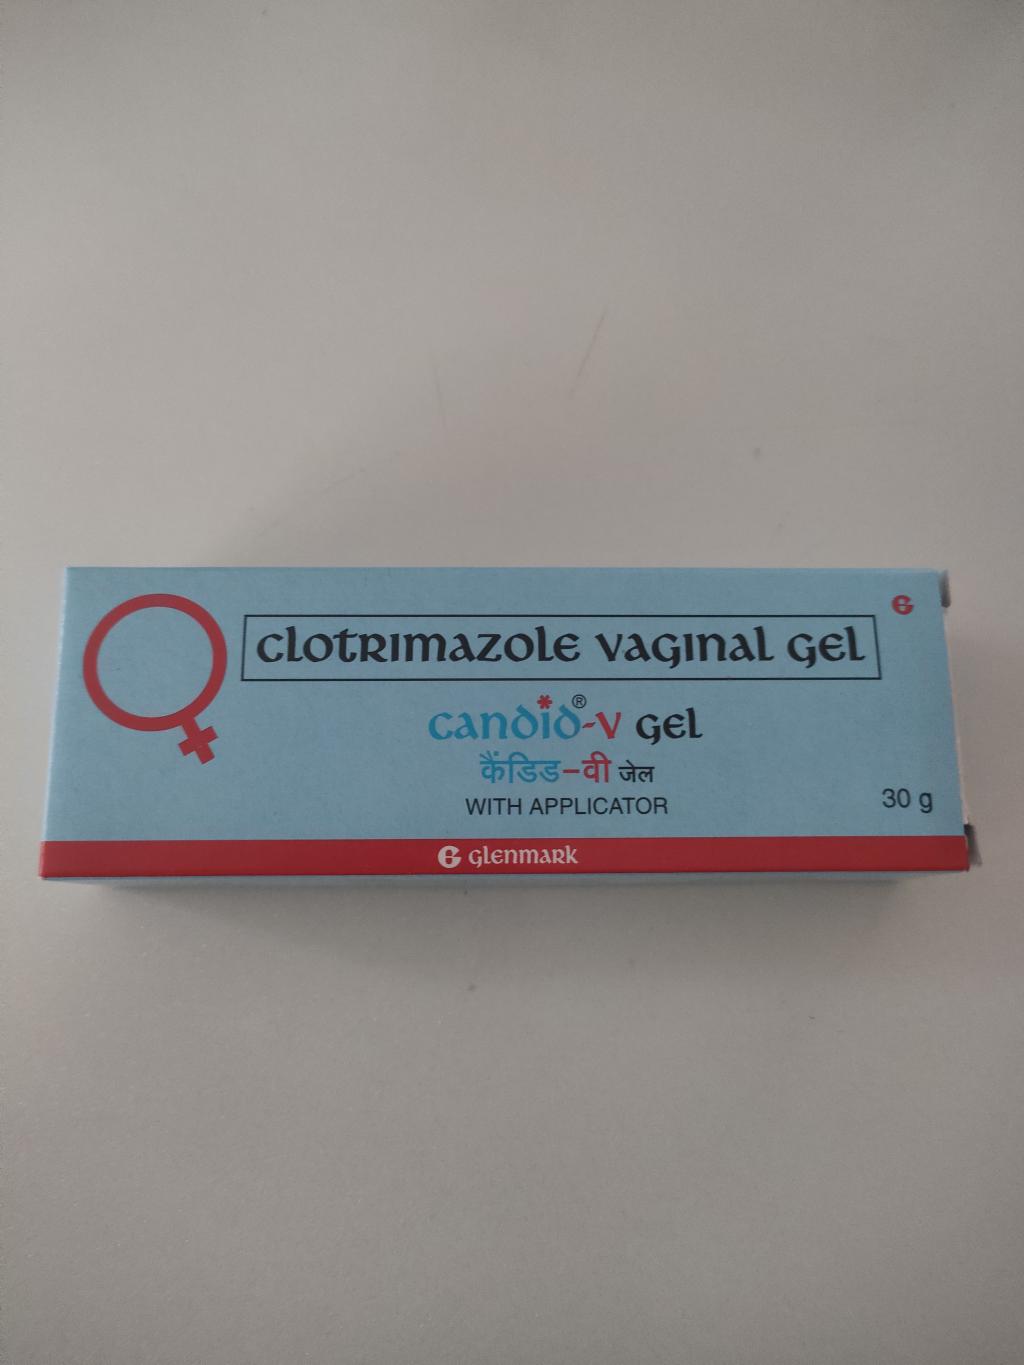 CLOTRIMAZOLE VAGINAL GEL
CANDID®-V GEL
कैंडिड-वी जेल
WITH APPLICATOR
30 g
GLENMARK